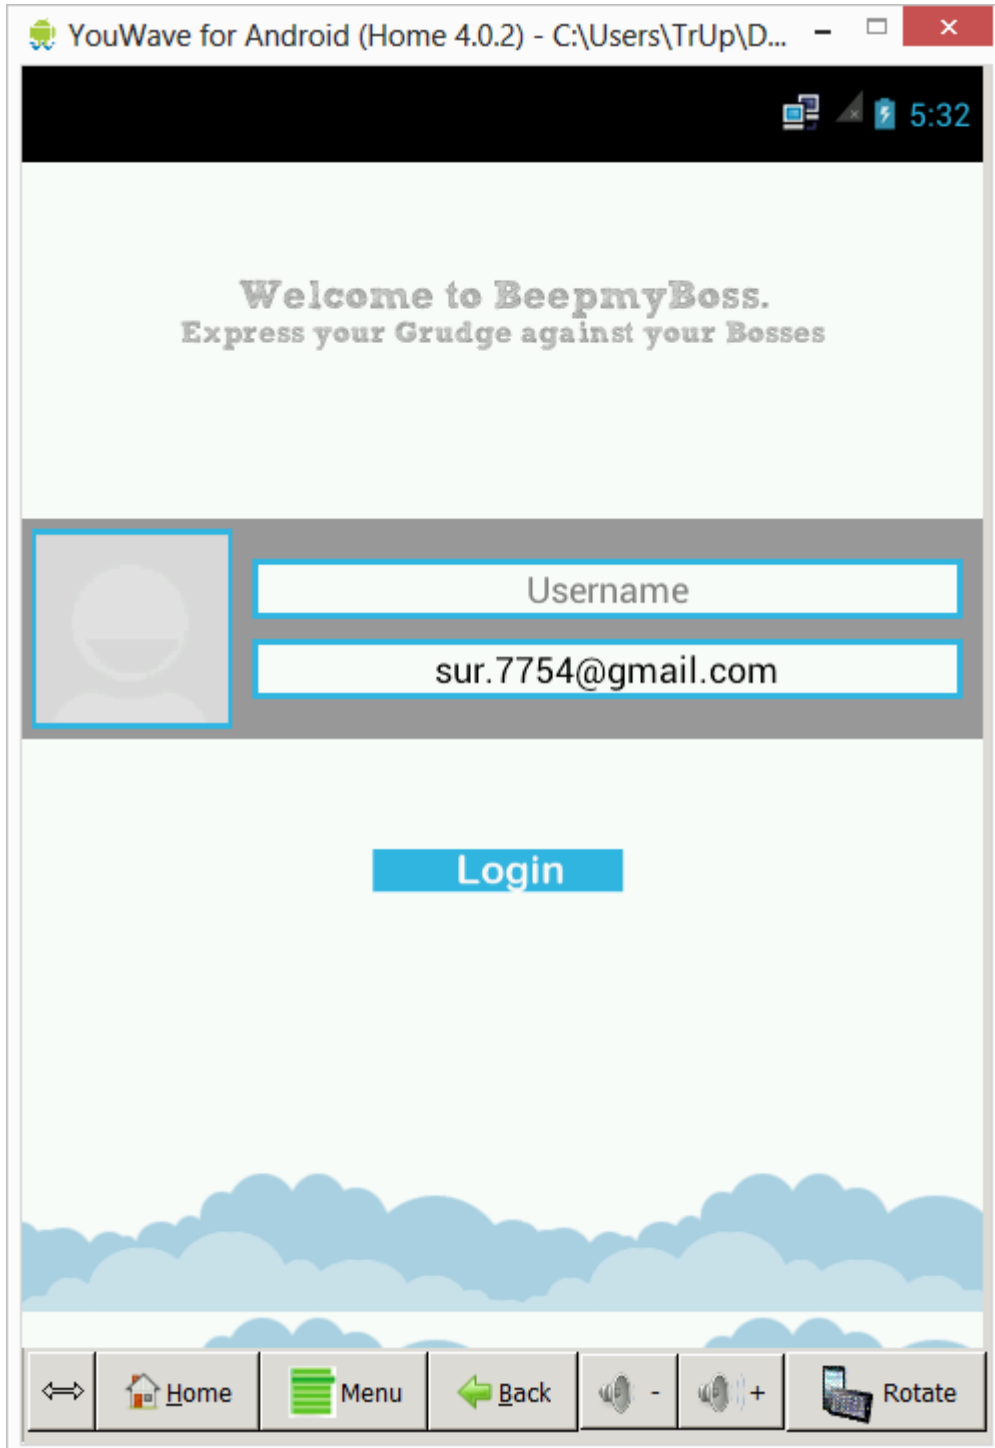 YouWave for Android (Home 4.0.2) - C:\Users\TrUp\D...
5:32
Welcome to BeepmyBoss.
Express your Grudge against your Bosses
Username
sur.7754@gmail.com
Login
Home
Menu
Back
-
+
Rotate